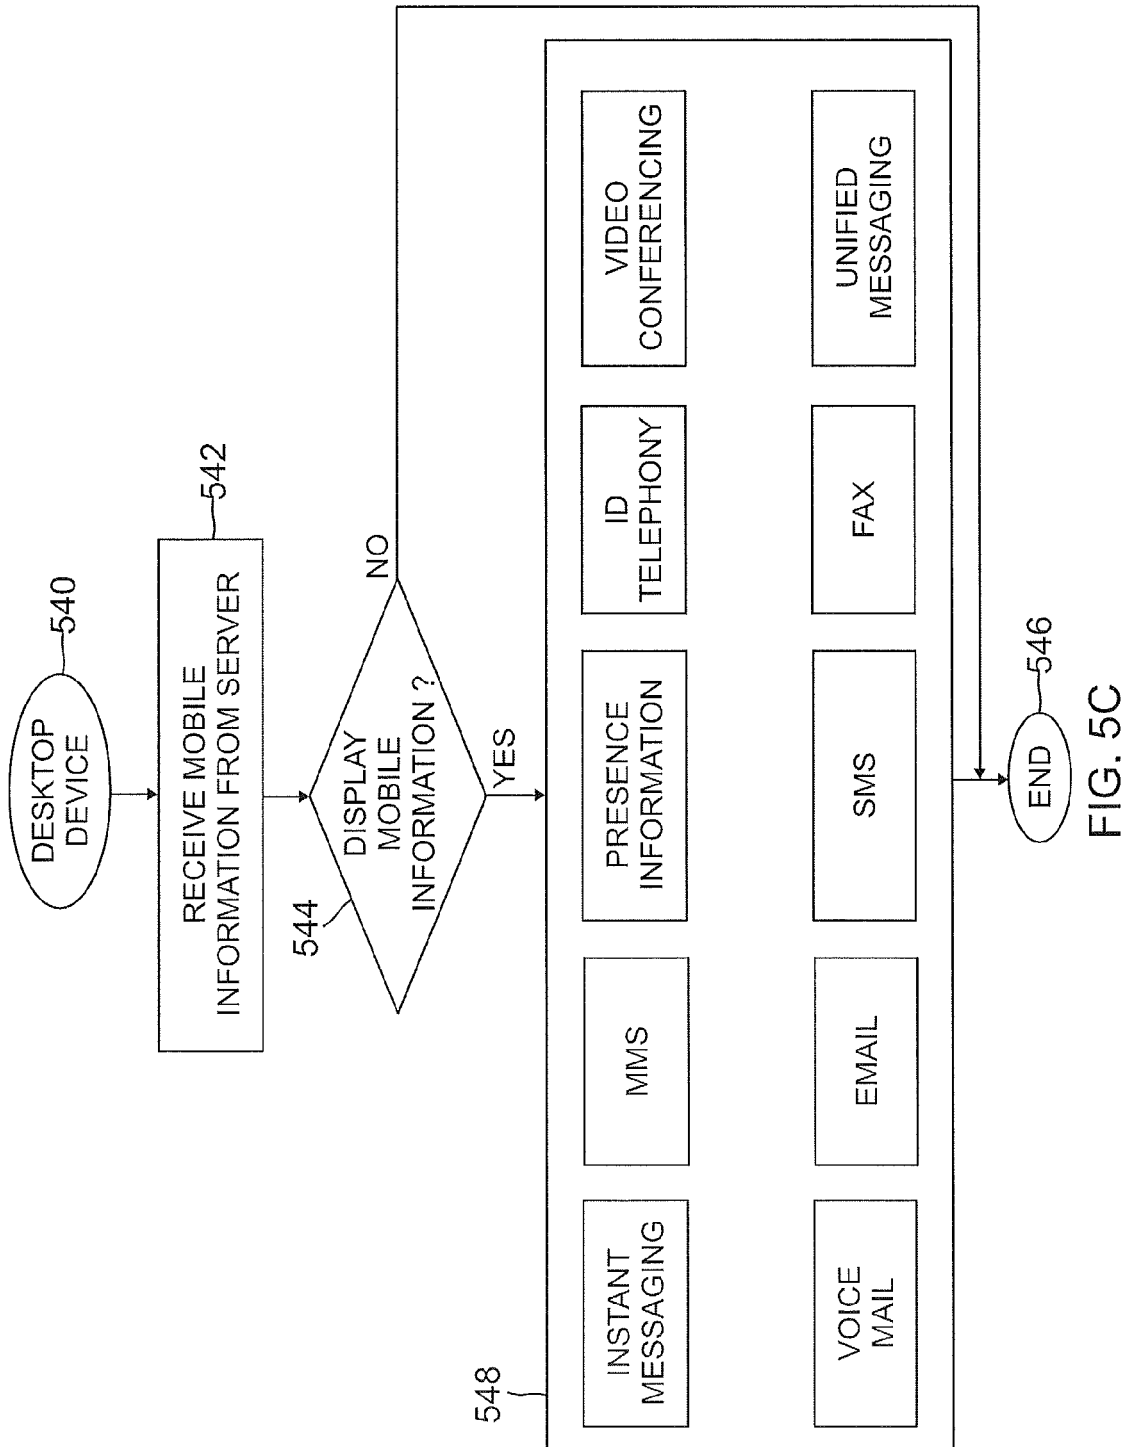 DESKTOP
DEVICE
540
RECEIVE MOBILE
INFORMATION FROM SERVER
542
544
DISPLAY
MOBILE
INFORMATION ?
NO
YES
548
INSTANT
MESSAGING
MMS
PRESENCE
INFORMATION
ID
TELEPHONY
VIDEO
CONFERENCING
VOICE
MAIL
EMAIL
SMS
FAX
UNIFIED
MESSAGING
END
546
FIG. 5C